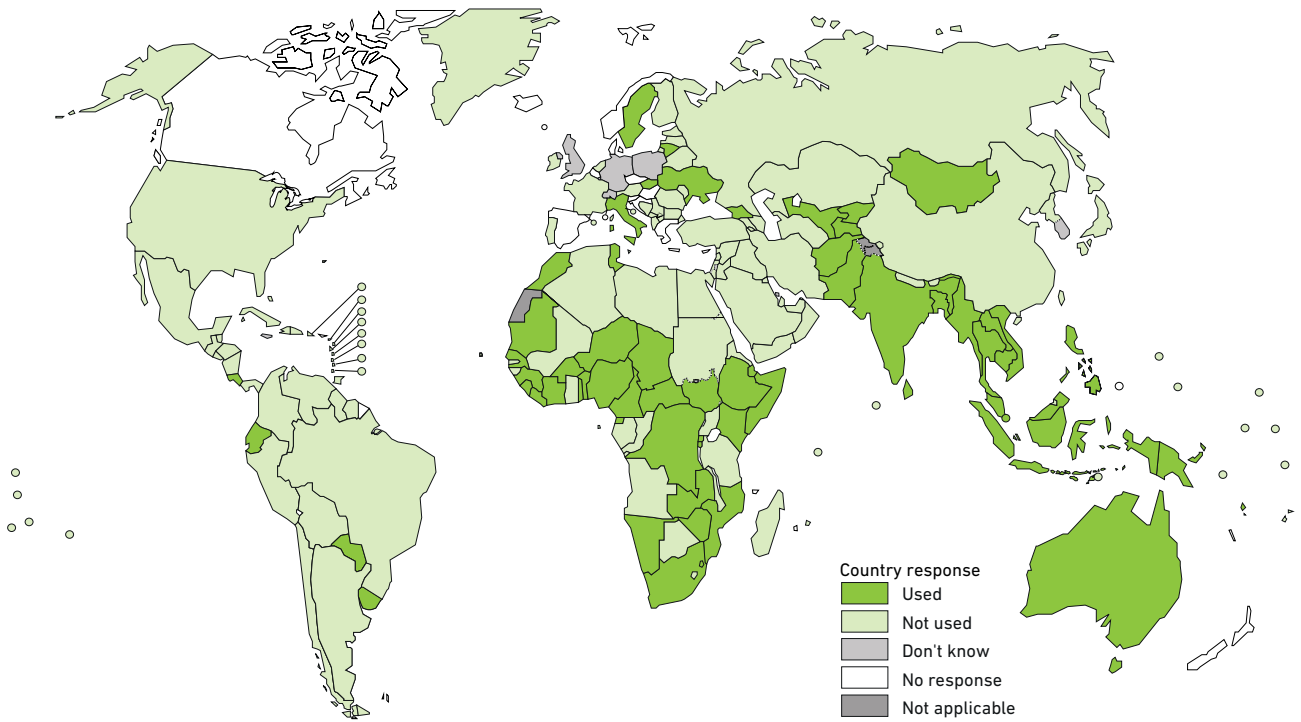 Country response
Used
Not used
Don't know
No response
Not applicable